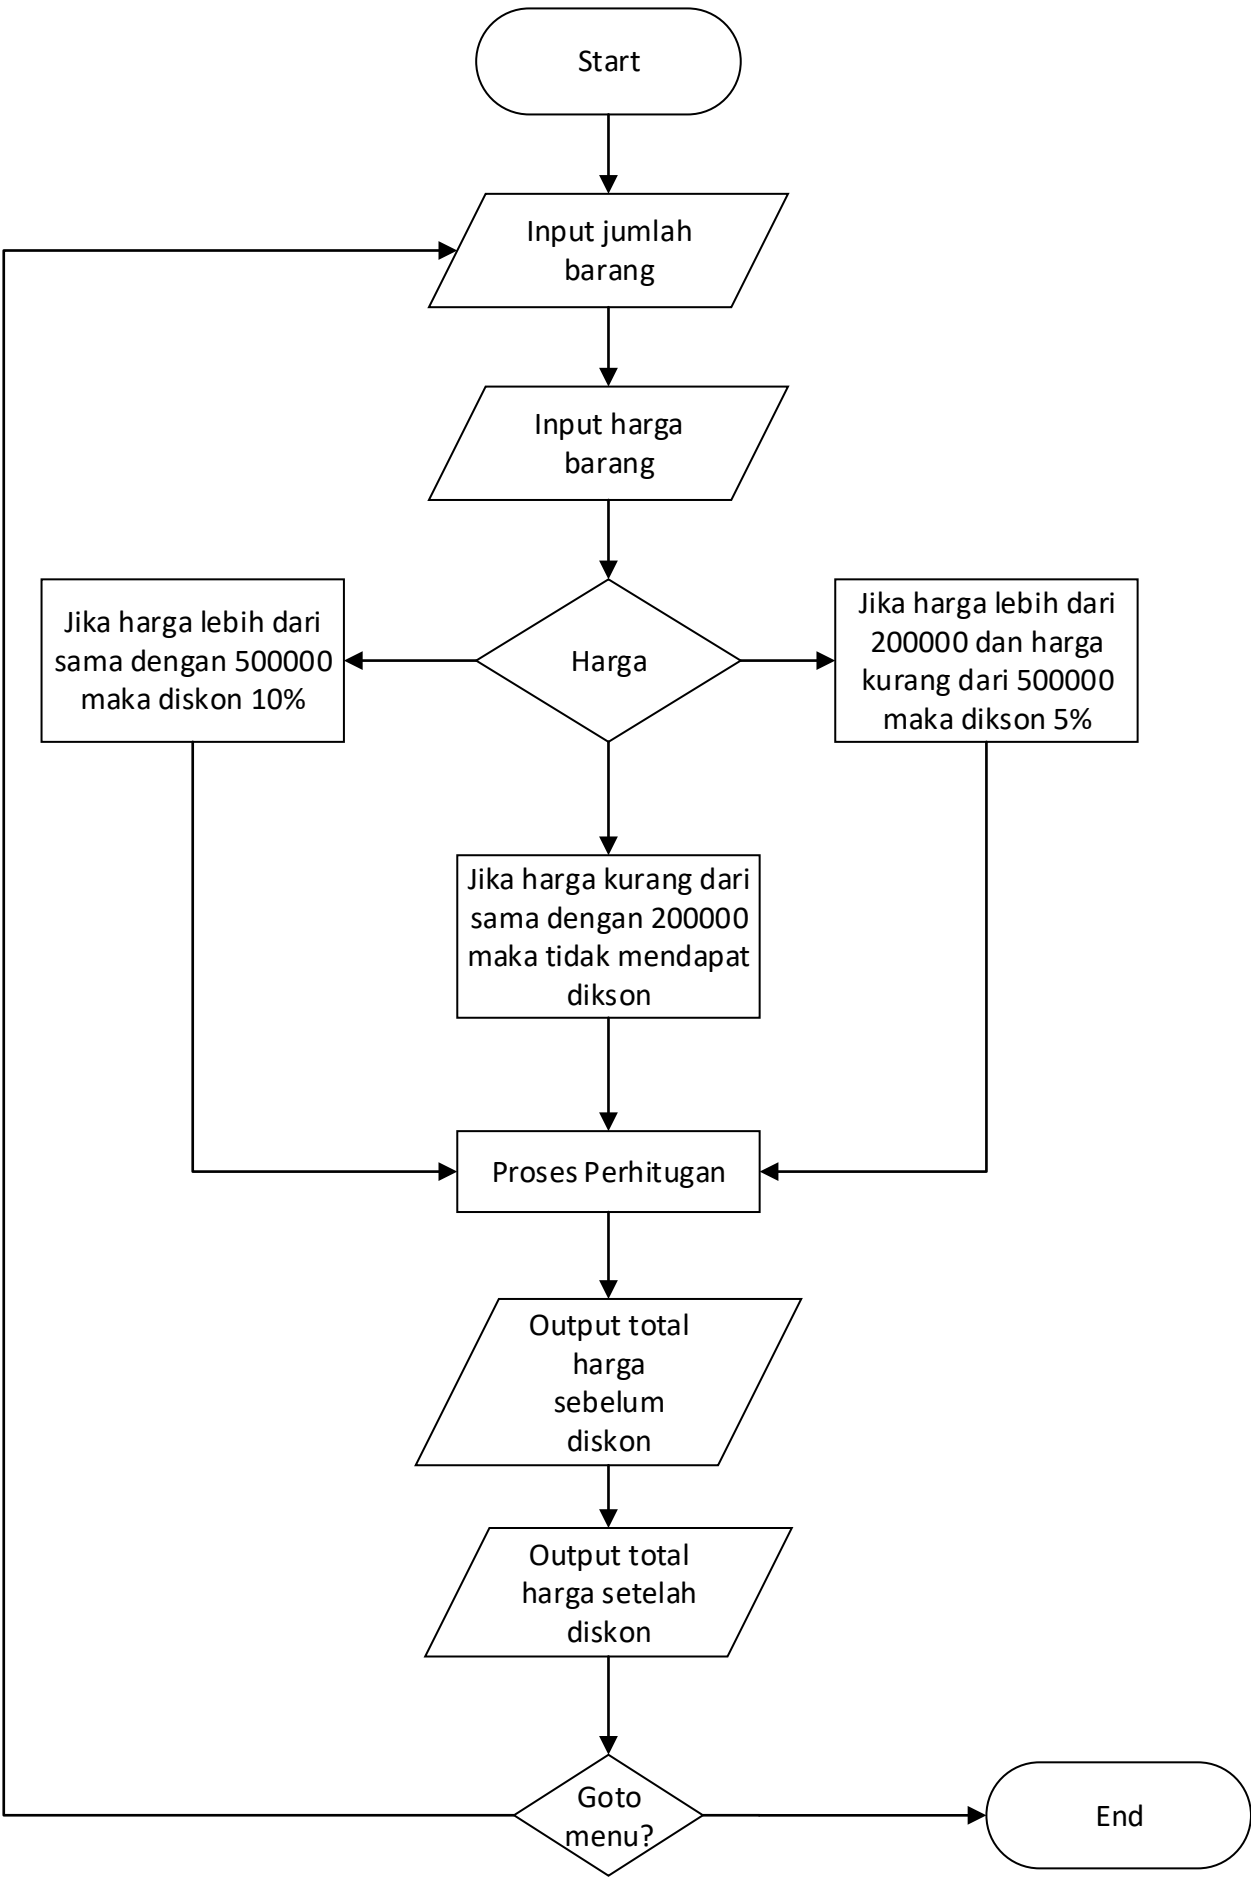 Start
Input jumlah
barang
Input harga
barang
Jika harga lebih dari
sama dengan 500000
maka diskon 10%
Harga
Jika harga lebih dari
200000 dan harga
kurang dari 500000
maka dikson 5%
Jika harga kurang dari
sama dengan 200000
maka tidak mendapat
dikson
Proses Perhitugan
Output total
harga
sebelum
diskon
Output total
harga setelah
diskon
Goto
menu?
End